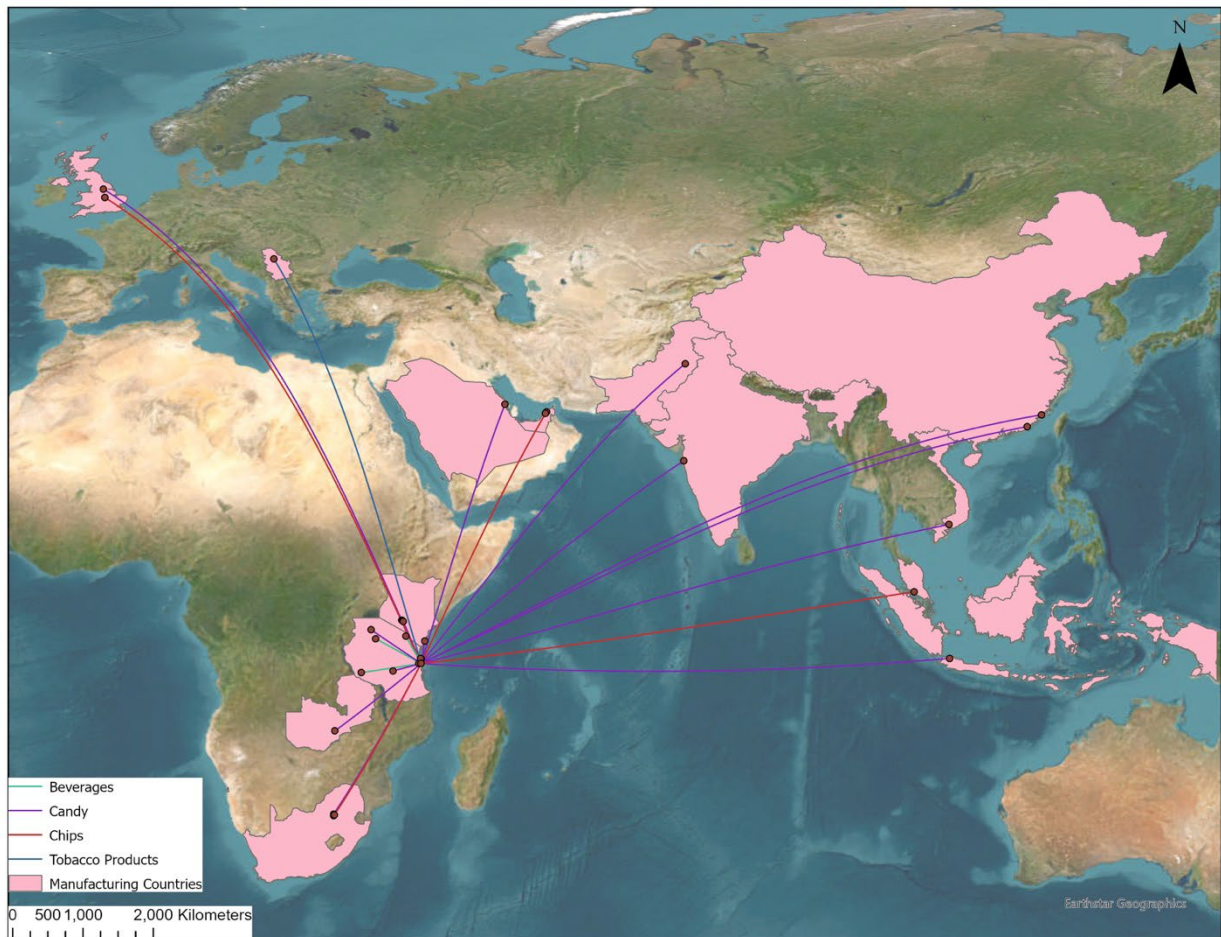 N
Beverages
Candy
Chips
Tobacco Products
Manufacturing Countries
0 500 1,000 2,000 Kilometers
Earthstar Geographics